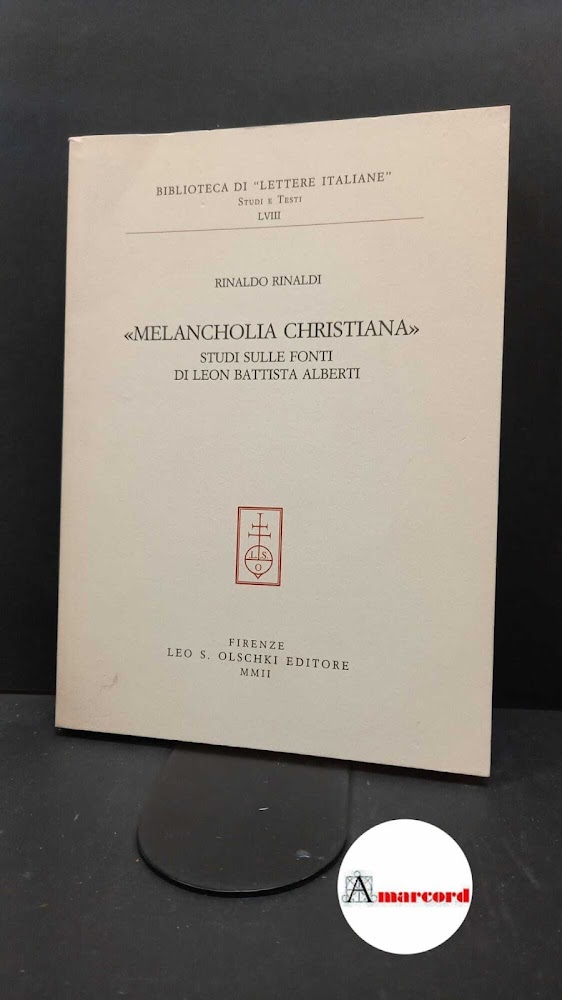 BIBLIOTECA DI "LETTERE ITALIANE"
STUDI E TESTI
LVIII
RINALDO RINALDI
«MELANCHOLIA CHRISTIANA»
STUDI SULLE FONTI
DI LEON BATTISTA ALBERTI
L S
O
FIRENZE
LEO S. OLSCHKI EDITORE
MMII
Amarcord